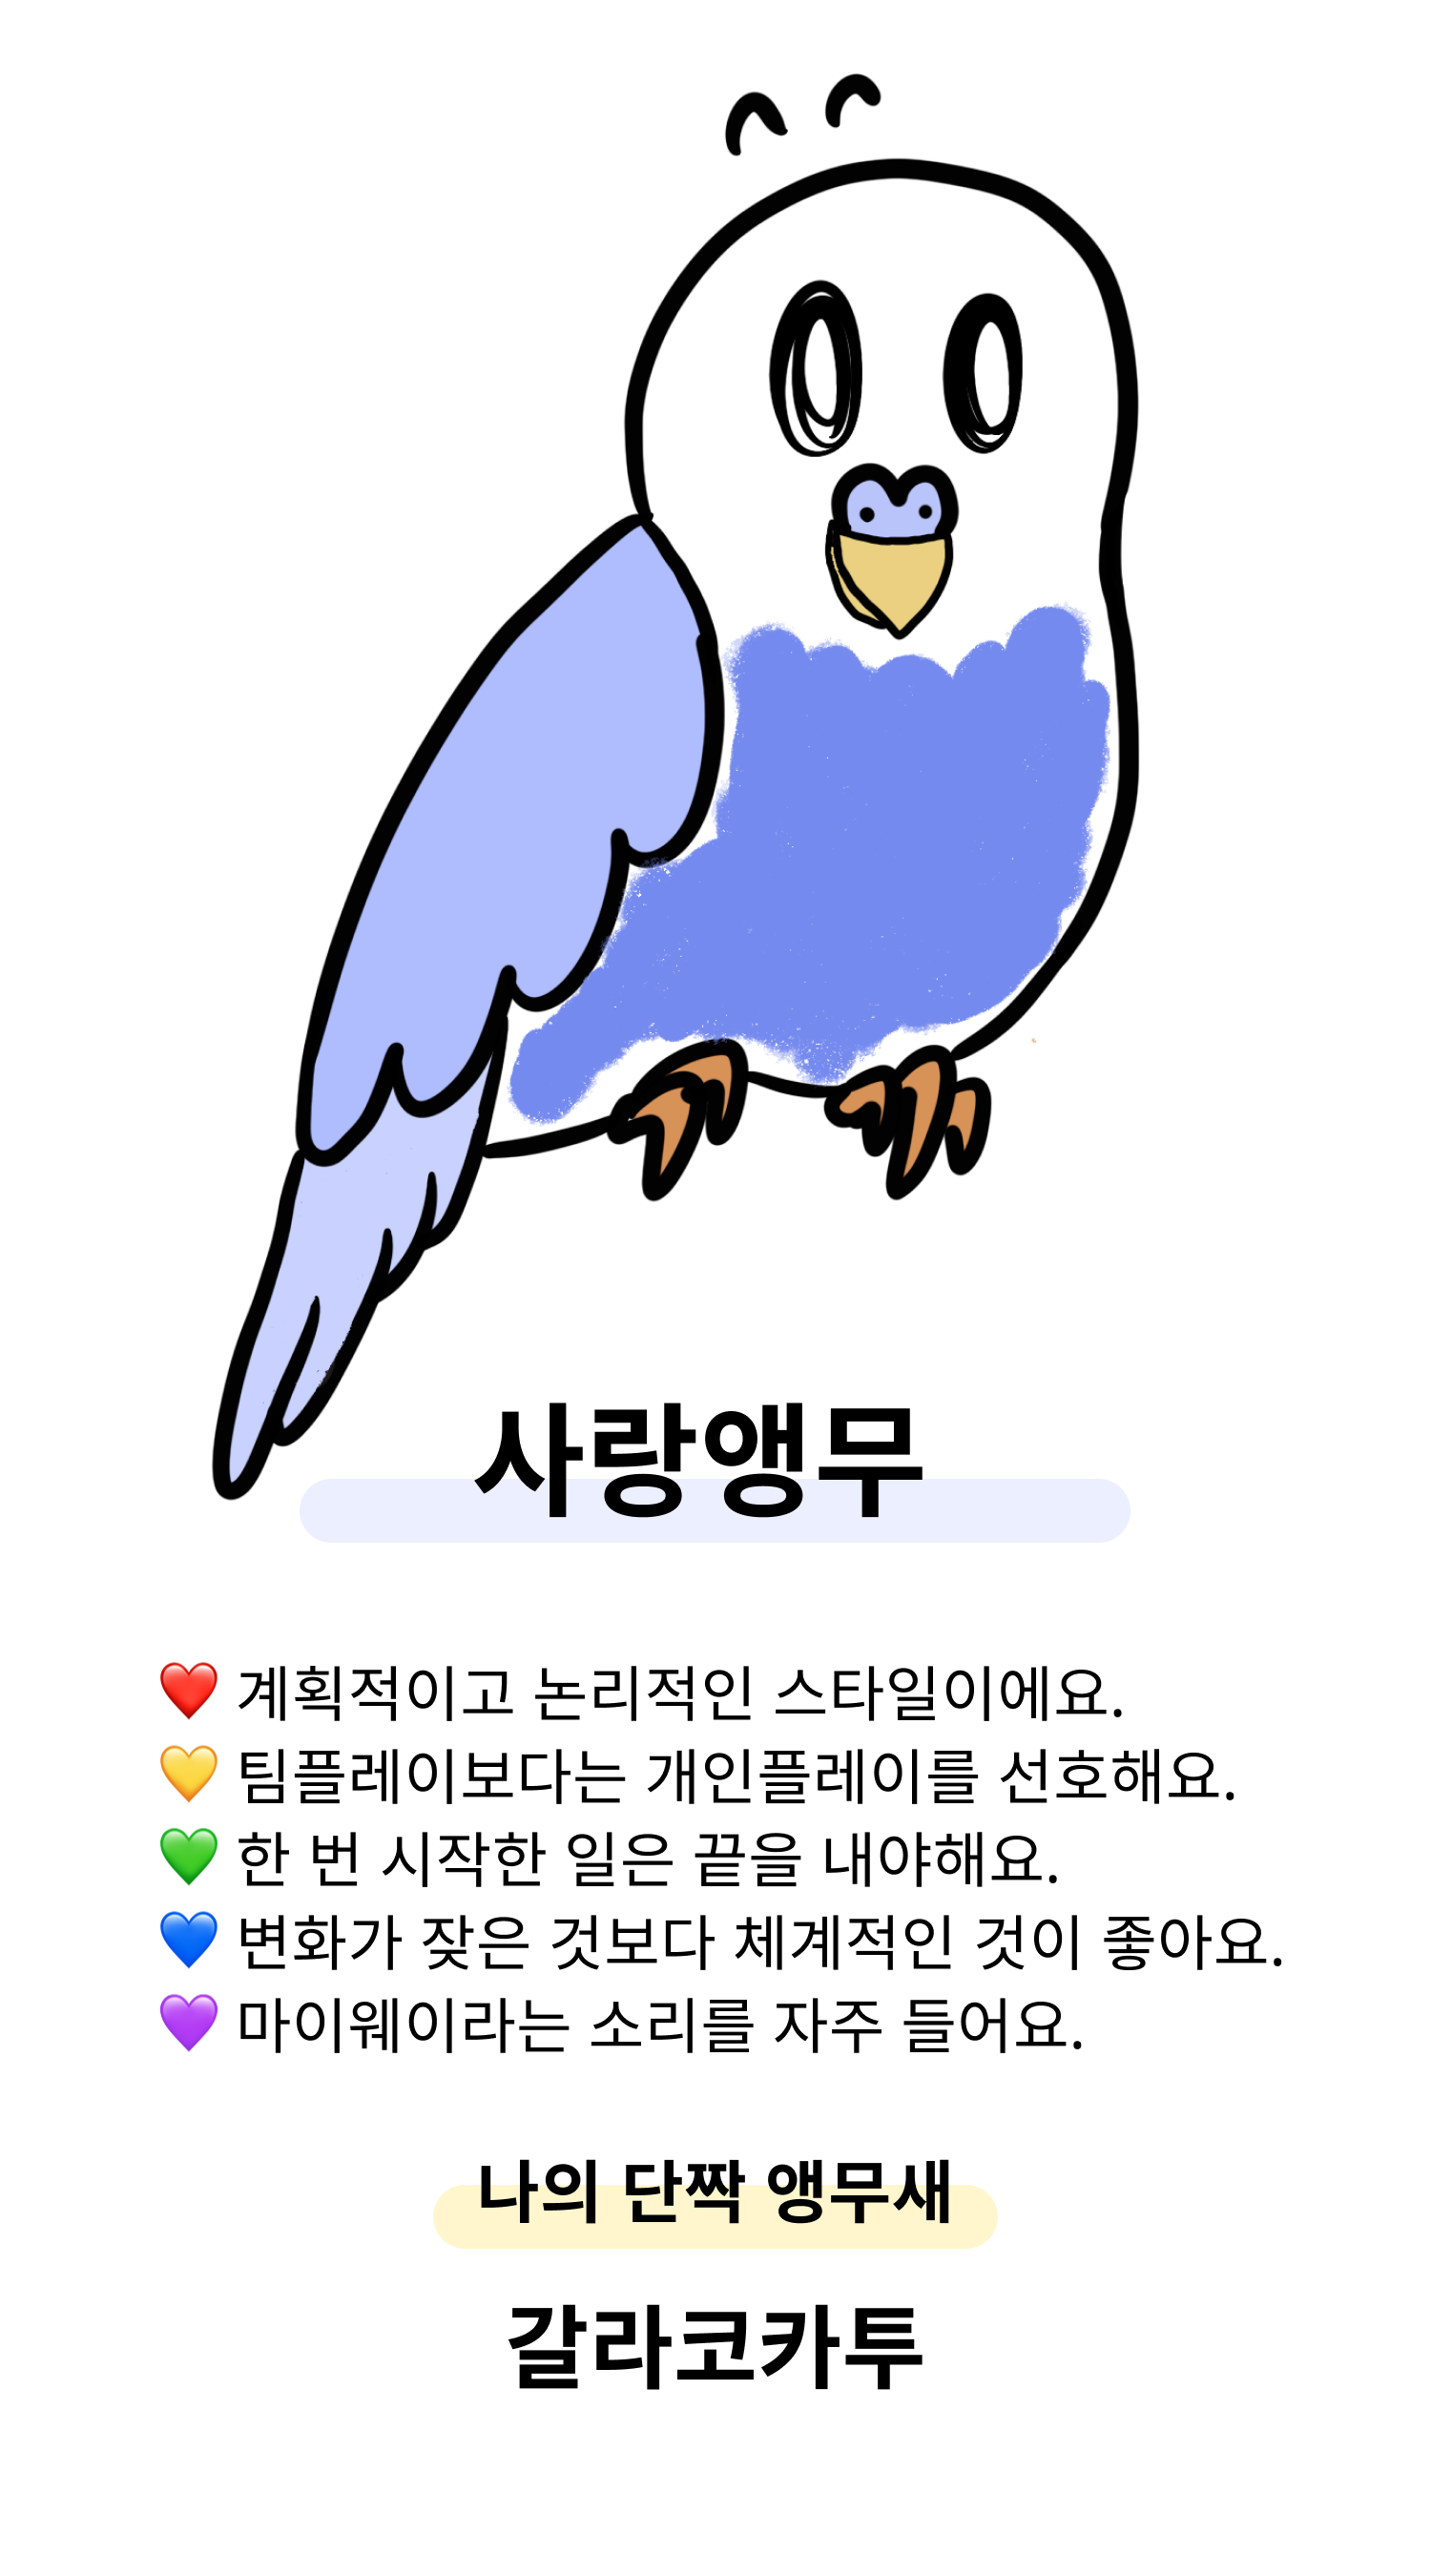 사랑앵무
❤️ 계획적이고 논리적인 스타일이에요.
💛 팀플레이보다는 개인플레이를 선호해요.
💚 한 번 시작한 일은 끝을 내야해요.
💙 변화가 잦은 것보다 체계적인 것이 좋아요.
💜 마이웨이라는 소리를 자주 들어요.
나의 단짝 앵무새
갈라코카투